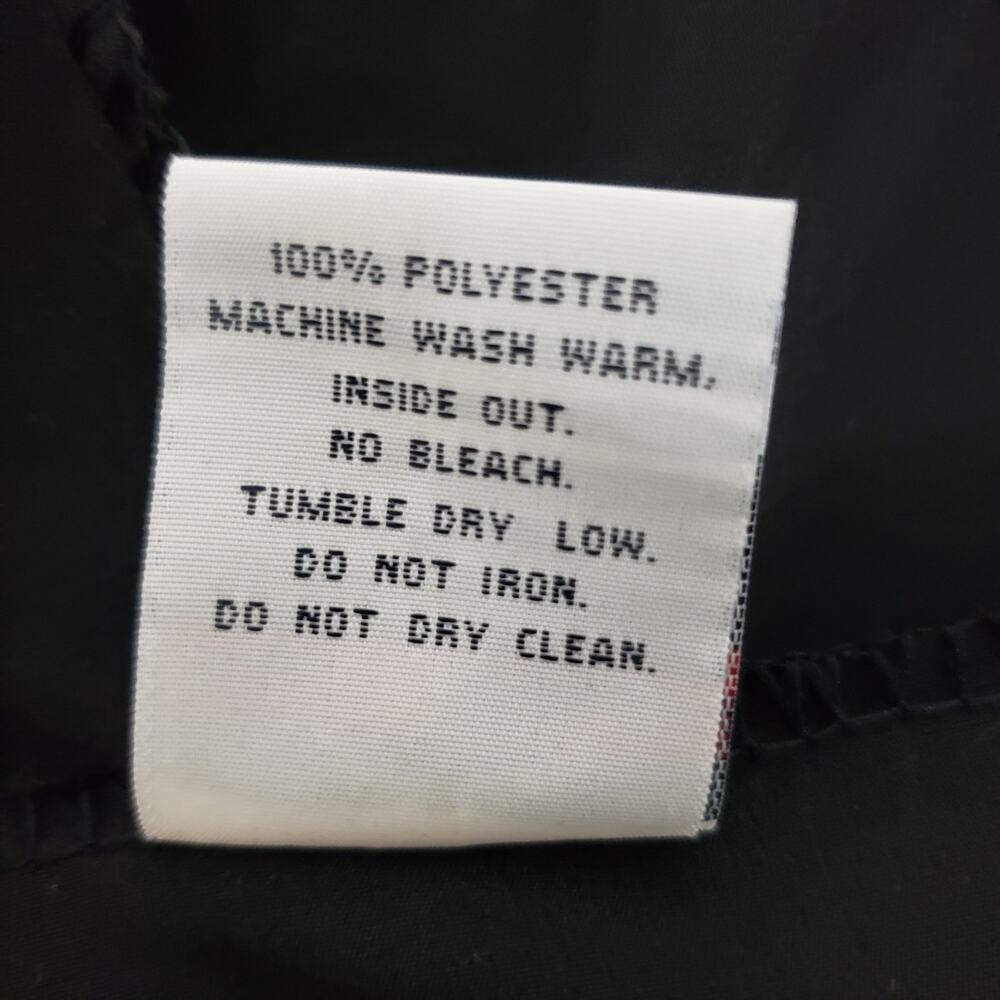 100% POLYESTER
MACHINE WASH WARM,
INSIDE OUT.
NO BLEACH.
TUMBLE DRY LOW.
DO NOT IRON.
DO NOT DRY CLEAN.